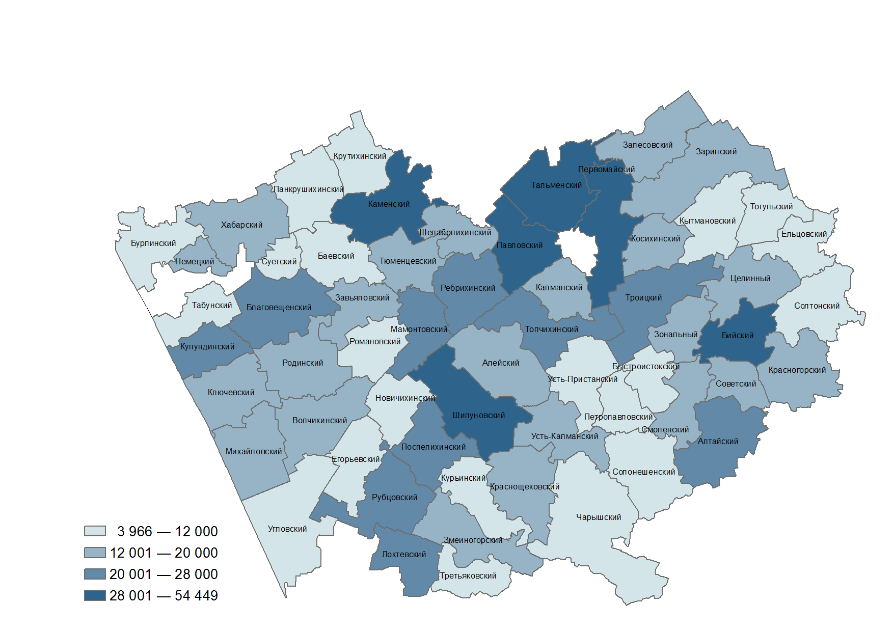 Крутихинский
Панкрушихинский
Каменский
Запесовский
Заринский
Первомайский
Тальменский
Тогульский
Кытмановский
Ельцовский
Хабарский
Шелаболихинский
Косихинский
Бурлинский
Павловский
Немецкий
Суетский
Баевский
Тюменцевский
Целинный
Ребрихинский
Калманский
Троицкий
Завьяловский
Табунский
Благовещенский
Солтонский
Мамонтовский
Топчихинский
Зональный
Бийский
Романовский
Кулундинский
Родинский
Алейский
Быстроистокский
Красногорский
Усть-Пристанский
Советский
Ключевский
Новичихинский
Шипуновский
Петропавловский
Волчихинский
Смоленский
Усть-Калманский
Алтайский
Поспелихинский
Михайловский
Егорьевский
Солонешенский
Курьинский
Краснощековский
Рубцовский
Чарышский
Угловский
Змеиногорский
Локтевский
Третьяковский
3 966 — 12 000
12 001 — 20 000
20 001 — 28 000
28 001 — 54 449